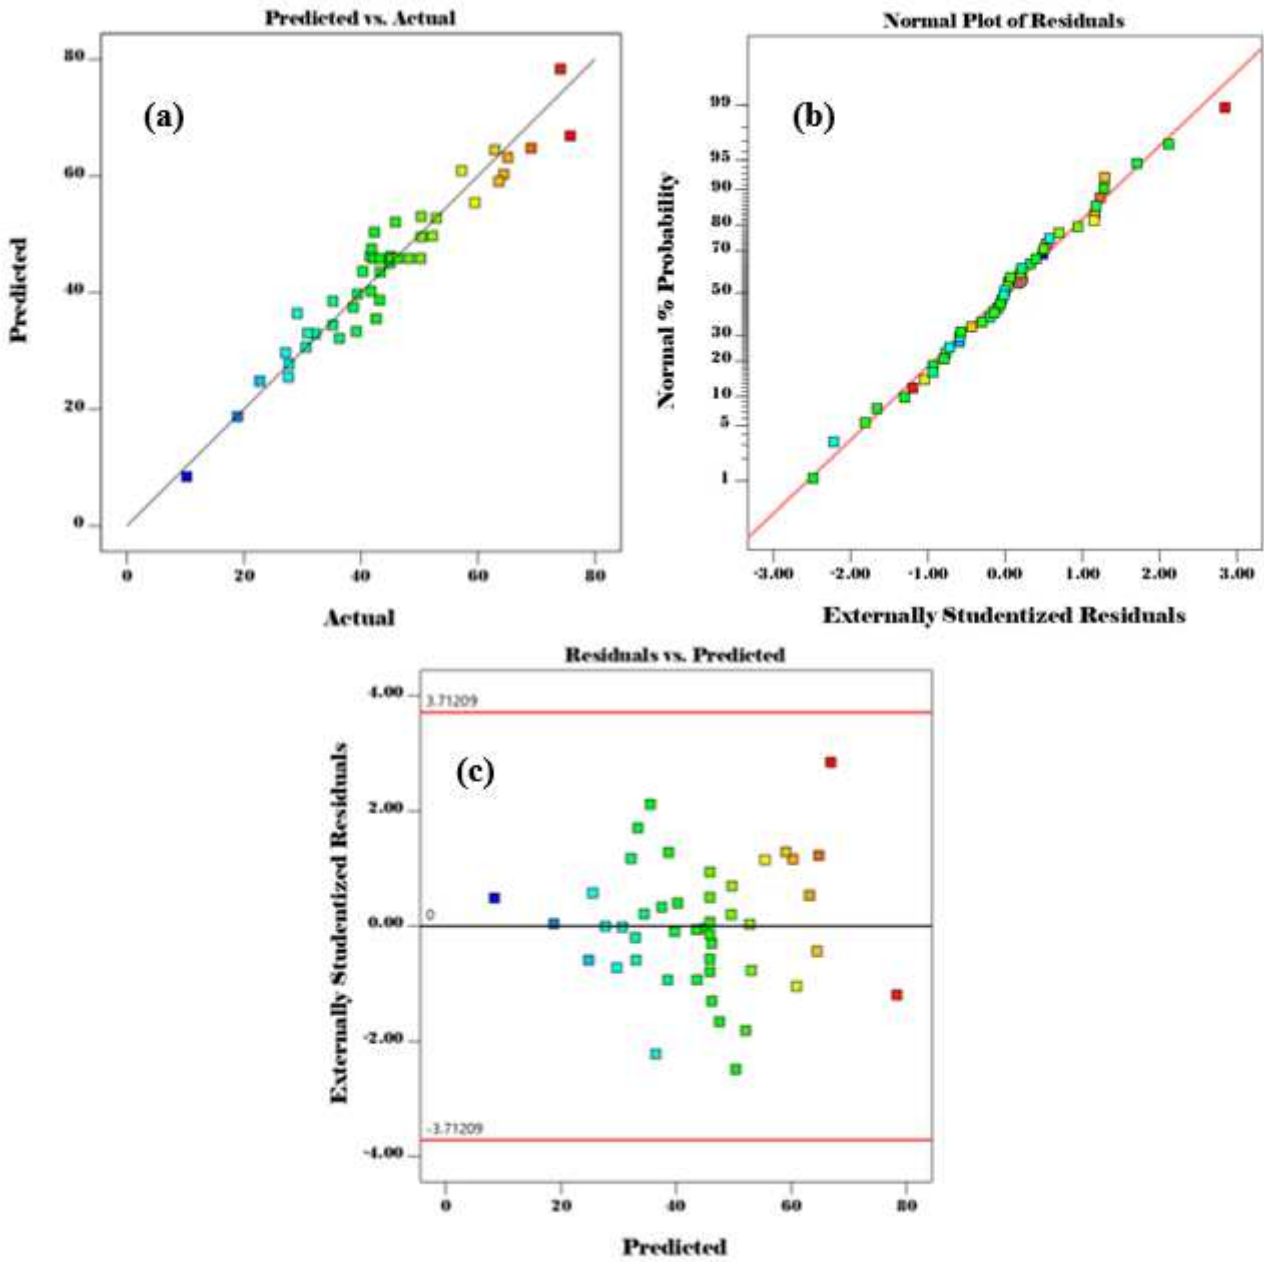 Predicted vs. Actual
(a)
Predicted
80
60
40
20
0
0 20 40 60 80
Actual
Normal Plot of Residuals
(b)
Normal % Probability
99
95
90
80
70
50
30
20
10
5
1
-3.00 -2.00 -1.00 0.00 1.00 2.00 3.00
Externally Studentized Residuals
Residuals vs. Predicted
(c)
Externally Studentized Residuals
4.00
3.71209
2.00
0.00
0
-2.00
-3.71209
-4.00
0 20 40 60 80
Predicted